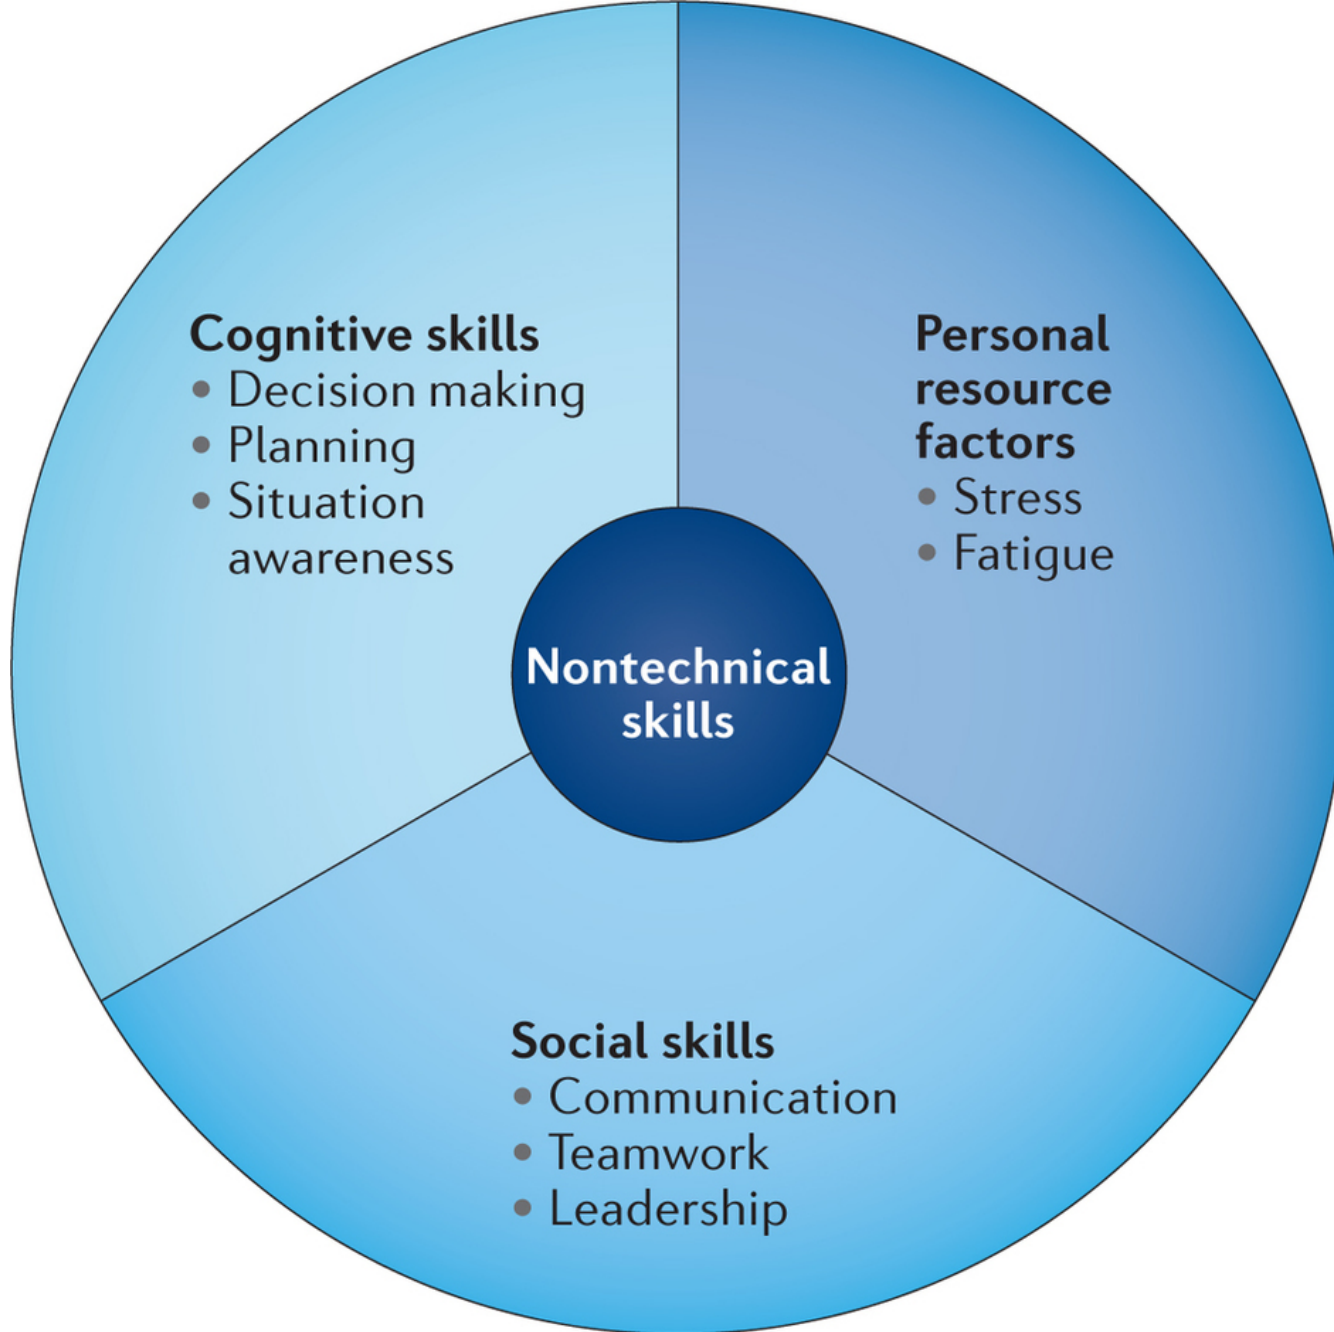 Cognitive skills
• Decision making
• Planning
• Situation
awareness
Personal
resource
factors
• Stress
• Fatigue
Nontechnical
skills
Social skills
• Communication
• Teamwork
• Leadership